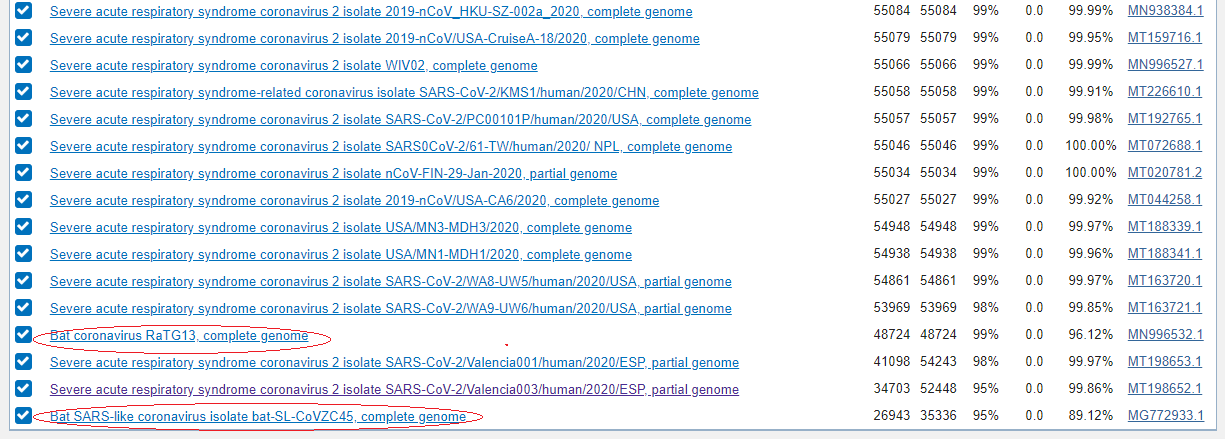 Severe acute respiratory syndrome coronavirus 2 isolate 2019-nCoV_HKU-SZ-002a_2020, complete genome 55084 55084 99% 0.0 99.99% MN938384.1
Severe acute respiratory syndrome coronavirus 2 isolate 2019-nCoV/USA-CruiseA-18/2020, complete genome 55079 55079 99% 0.0 99.95% MT159716.1
Severe acute respiratory syndrome coronavirus 2 isolate WIV02, complete genome 55066 55066 99% 0.0 99.99% MN996527.1
Severe acute respiratory syndrome-related coronavirus isolate SARS-CoV-2/KMS1/human/2020/CHN, complete genome 55058 55058 99% 0.0 99.91% MT226610.1
Severe acute respiratory syndrome coronavirus 2 isolate SARS-CoV-2/PC00101P/human/2020/USA, complete genome 55057 55057 99% 0.0 99.98% MT192765.1
Severe acute respiratory syndrome coronavirus 2 isolate SARS0CoV-2/61-TW/human/2020/ NPL, complete genome 55046 55046 99% 0.0 100.00% MT072688.1
Severe acute respiratory syndrome coronavirus 2 isolate nCoV-FIN-29-Jan-2020, partial genome 55034 55034 99% 0.0 100.00% MT020781.2
Severe acute respiratory syndrome coronavirus 2 isolate 2019-nCoV/USA-CA6/2020, complete genome 55027 55027 99% 0.0 99.92% MT044258.1
Severe acute respiratory syndrome coronavirus 2 isolate USA/MN3-MDH3/2020, complete genome 54948 54948 99% 0.0 99.97% MT188339.1
Severe acute respiratory syndrome coronavirus 2 isolate USA/MN1-MDH1/2020, complete genome 54938 54938 99% 0.0 99.96% MT188341.1
Severe acute respiratory syndrome coronavirus 2 isolate SARS-CoV-2/WA8-UW5/human/2020/USA, partial genome 54861 54861 99% 0.0 99.97% MT163720.1
Severe acute respiratory syndrome coronavirus 2 isolate SARS-CoV-2/WA9-UW6/human/2020/USA, partial genome 53969 53969 98% 0.0 99.85% MT163721.1
Bat coronavirus RaTG13, complete genome 48724 48724 99% 0.0 96.12% MN996532.1
Severe acute respiratory syndrome coronavirus 2 isolate SARS-CoV-2/Valencia001/human/2020/ESP, partial genome 41098 54243 98% 0.0 99.97% MT198653.1
Severe acute respiratory syndrome coronavirus 2 isolate SARS-CoV-2/Valencia003/human/2020/ESP, partial genome 34703 52448 95% 0.0 99.86% MT198652.1
Bat SARS-like coronavirus isolate bat-SL-CoVZC45, complete genome 26943 35336 95% 0.0 89.12% MG772933.1